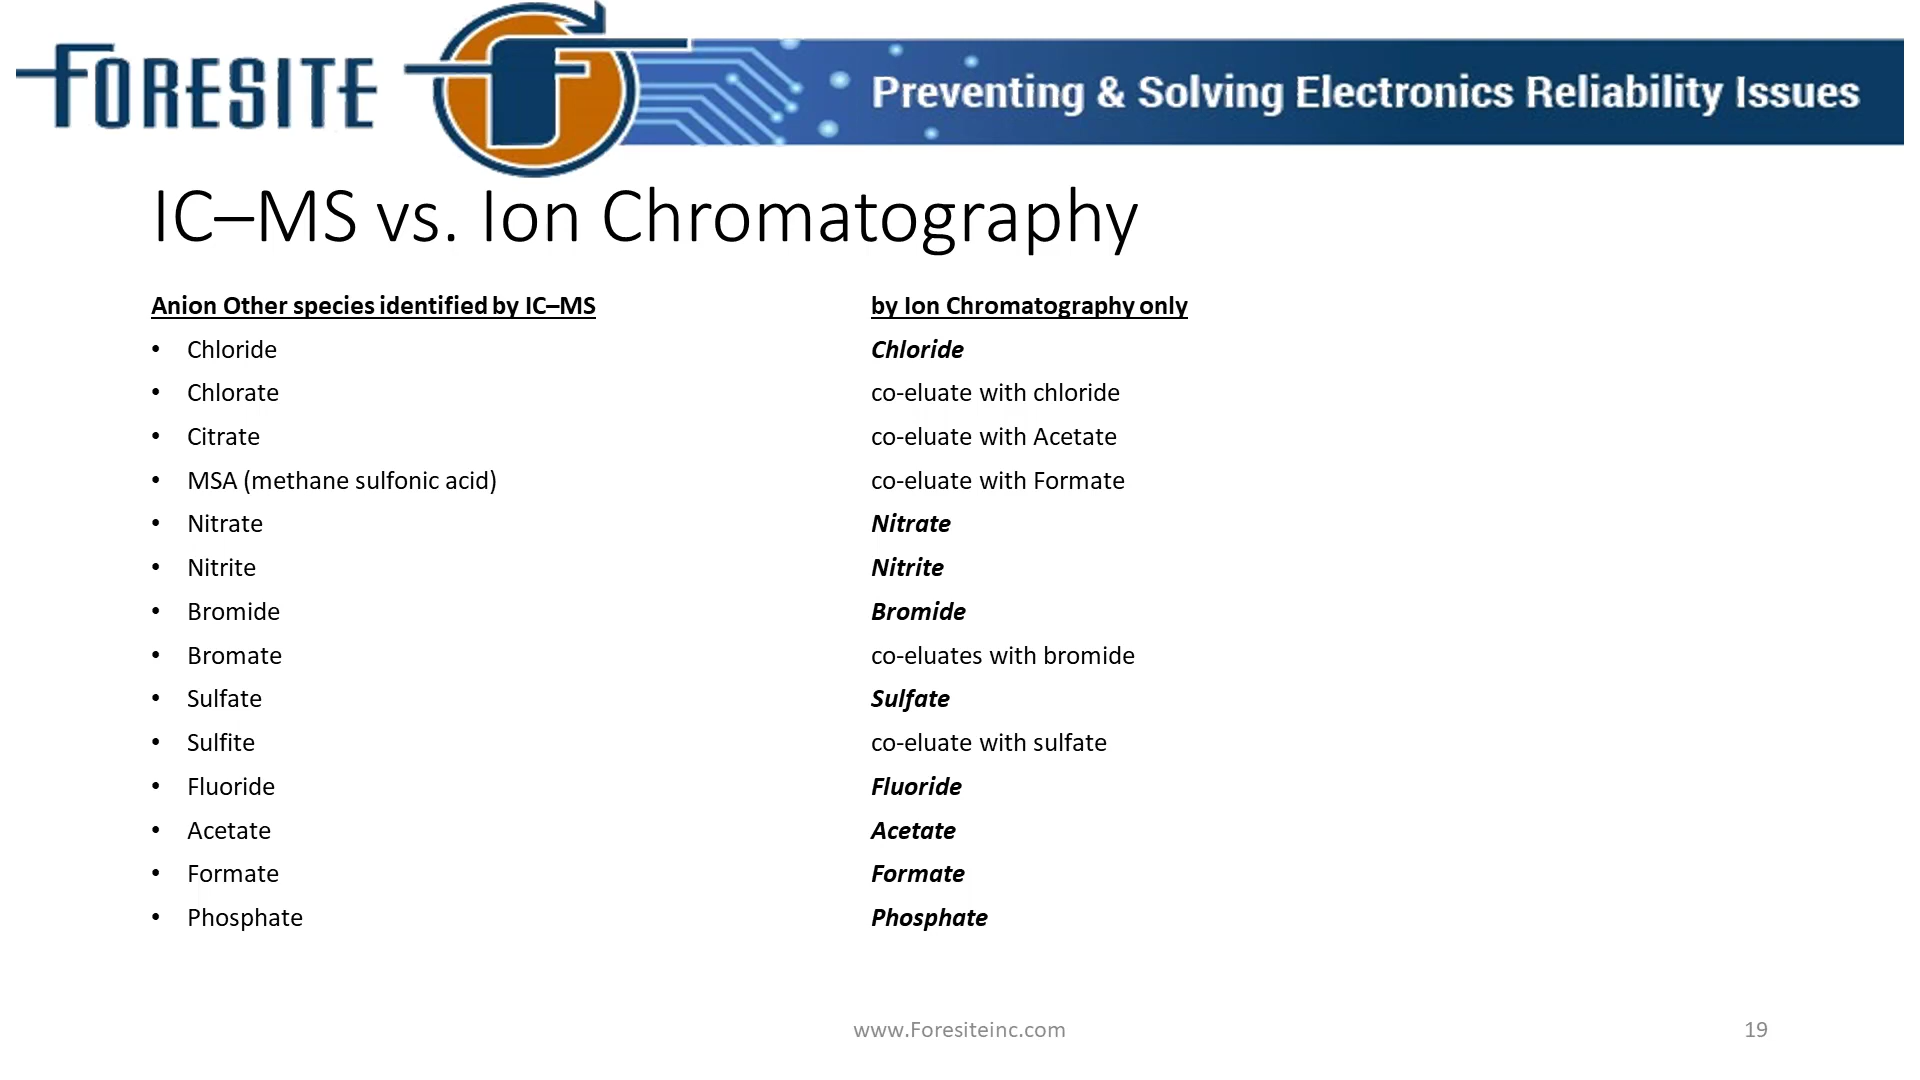 FORESITE
Preventing & Solving Electronics Reliability Issues
IC–MS vs. Ion Chromatography
Anion Other species identified by IC–MS by Ion Chromatography only
• Chloride Chloride
• Chlorate co-eluate with chloride
• Citrate co-eluate with Acetate
• MSA (methane sulfonic acid) co-eluate with Formate
• Nitrate Nitrate
• Nitrite Nitrite
• Bromide Bromide
• Bromate co-eluates with bromide
• Sulfate Sulfate
• Sulfite co-eluate with sulfate
• Fluoride Fluoride
• Acetate Acetate
• Formate Formate
• Phosphate Phosphate
www.Foresiteinc.com 19